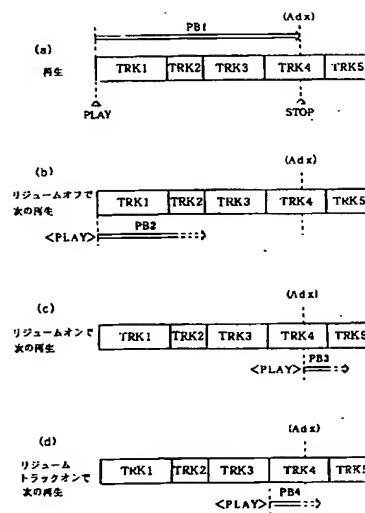 (Adx)
PB1
(a)
再生
TRK1 TRK2 TRK3 TRK4 TRK5
PLAY STOP
(Adx)
(b)
リジュームオフで
次の再生
TRK1 TRK2 TRK3 TRK4 TRK5
<PLAY> PB2
(Adx)
(c)
リジュームオンで
次の再生
TRK1 TRK2 TRK3 TRK4 TRK5
<PLAY> PB3
(Adx)
(d)
リジューム
トラックオンで
次の再生
TRK1 TRK2 TRK3 TRK4 TRK5
<PLAY> PB4